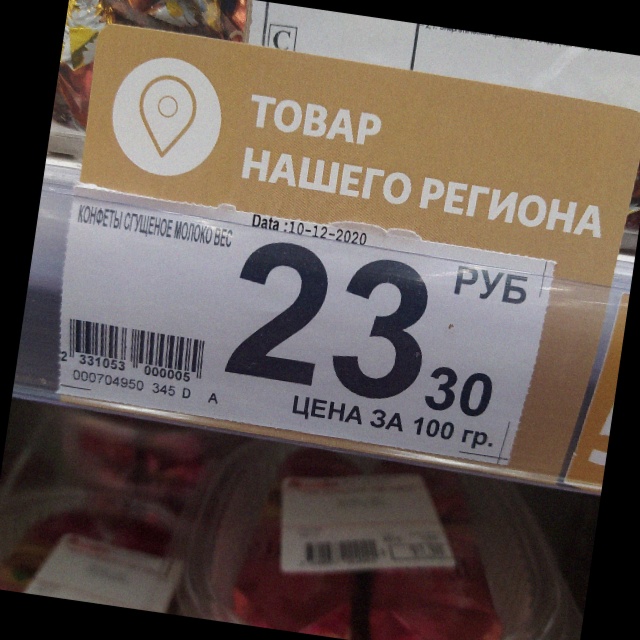 C
ТОВАР
НАШЕГО РЕГИОНА
КОНФЕТЫ СГУЩЕНОЕ МОЛОКО ВЕС
Data :10-12-2020
23 30
РУБ
2 331053 000005
000704950 345 D A
ЦЕНА ЗА 100 гр.